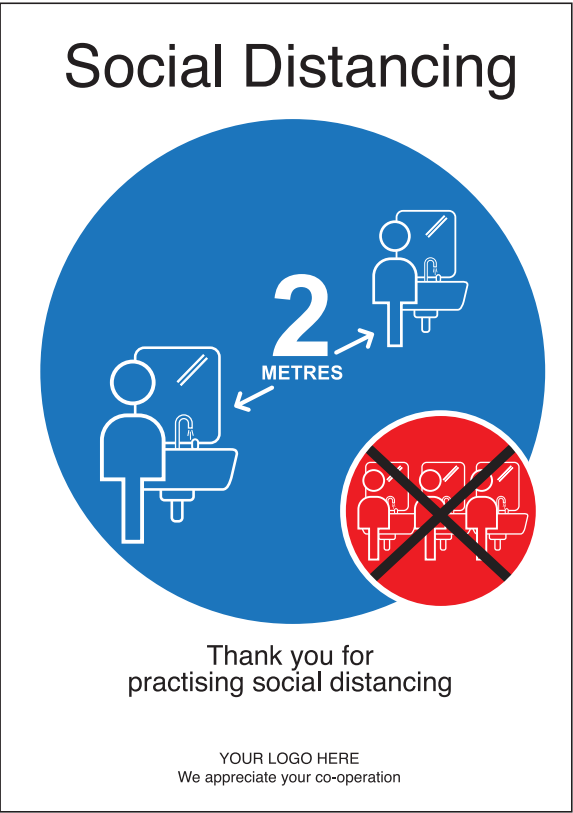 Social Distancing
2
METRES
Thank you for
practising social distancing
YOUR LOGO HERE
We appreciate your co-operation